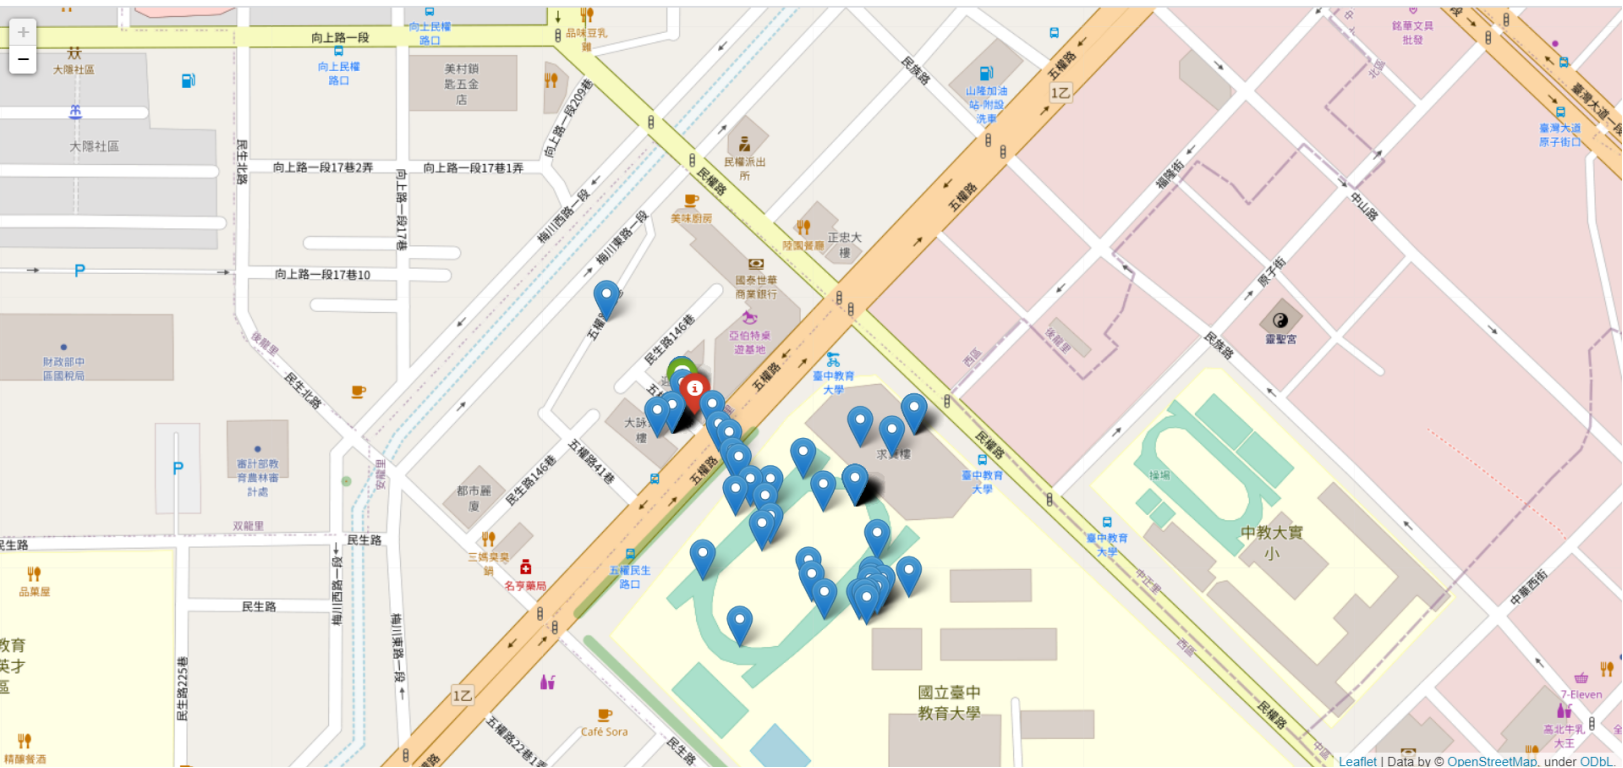 +
−
向上路一段
向上民權
路口
品味豆乳
雞
大隱社區
向上民權
路口
美村鎖
匙五金
店
民族路
山隆加油
站-附設
洗車
五權路
1乙
銘華文具
批發
北區
臺灣大道一段
臺灣大道
原子街口
大隱社區
民生北路
向上路一段17巷2弄
向上路一段17巷
向上路一段17巷1弄
向上路一段209巷
民權派出
所
民權路
福隆街
中山路
五權路
美味廚房
梅川西路一段
梅川東路一段
陸園餐廳
正忠大
樓
P
向上路一段17巷10
國泰世華
商業銀行
原子街
靈聖宮
亞伯特桌
遊基地
民生路146巷
後龍里
後龍里
西區
民族路
財政部中
區國稅局
民生北路
五權路
臺中教育
大學
大詠
樓
求真樓
民權路
臺中教育
大學
操場
P
審計部教
育農林審
計處
安龍里
五權路41巷
民生路146巷
五權路
都市麗
廈
双龍里
民生路
民生路
三媽臭臭
鍋
名亨藥局
五權民生
路口
臺中教育
大學
中教大實
小
中正里
中華西街
品菓屋
民生路
梅川西路一段
梅川東路一段
西區
教育
英才
區
民生路225巷
1乙
國立臺中
教育大學
民權路
7-Eleven
高北牛乳
大王
Café Sora
五權路22巷1弄
民生路
中區
精釀餐酒
五權路
Leaflet | Data by © OpenStreetMap, under ODbL.